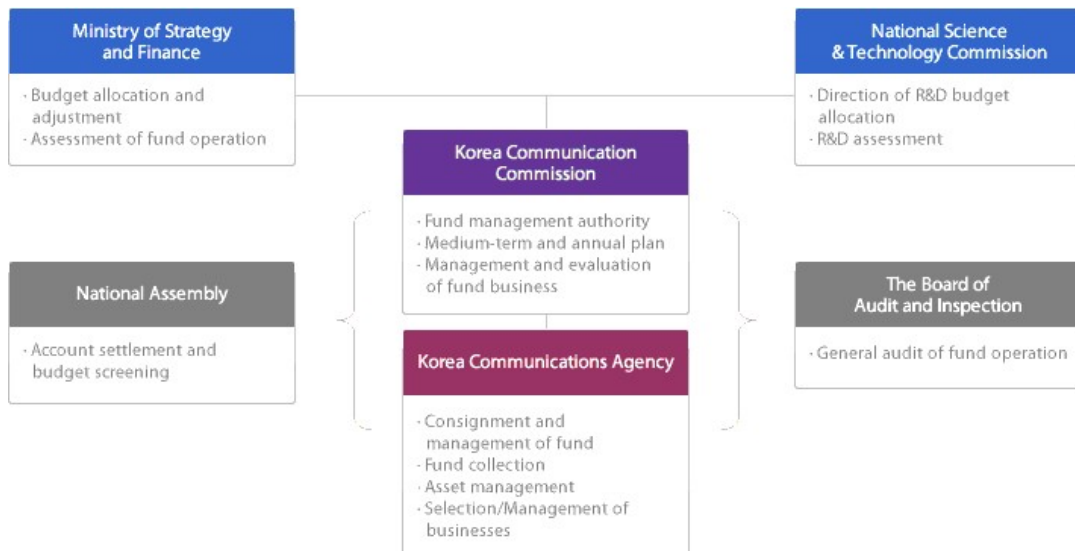 Ministry of Strategy
and Finance
· Budget allocation and
adjustment
· Assessment of fund operation
National Science
& Technology Commission
· Direction of R&D budget
allocation
· R&D assessment
Korea Communication
Commission
· Fund management authority
· Medium-term and annual plan
· Management and evaluation
of fund business
National Assembly
· Account settlement and
budget screening
The Board of
Audit and Inspection
· General audit of fund operation
Korea Communications Agency
· Consignment and
management of fund
· Fund collection
· Asset management
· Selection/Management of
businesses